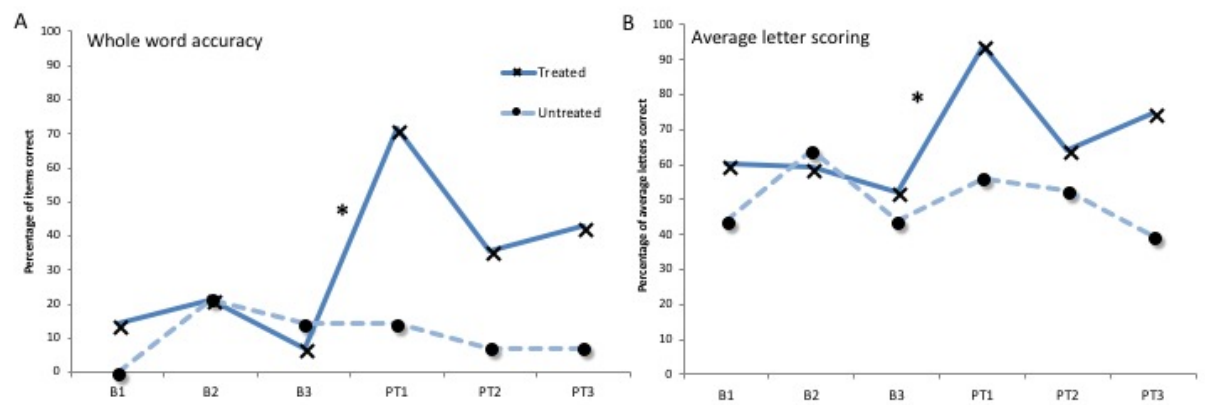 A
Whole word accuracy
Percentage of items correct
100
90
80
70
60
50
40
30
20
10
0
B1 B2 B3 PT1 PT2 PT3
Treated
Untreated
*
B
Average letter scoring
Percentage of average letters correct
100
90
80
70
60
50
40
30
20
10
0
B1 B2 B3 PT1 PT2 PT3
*